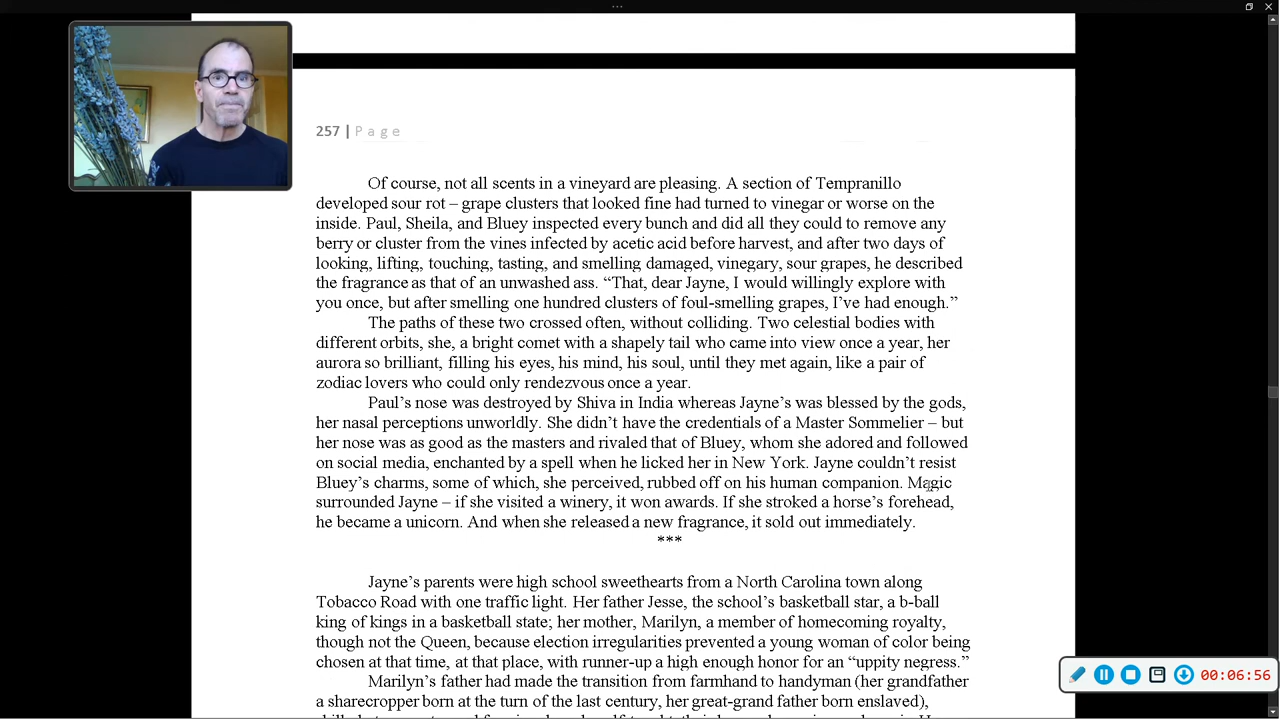 257 | Page
Of course, not all scents in a vineyard are pleasing. A section of Tempranillo
developed sour rot – grape clusters that looked fine had turned to vinegar or worse on the
inside. Paul, Sheila, and Bluey inspected every bunch and did all they could to remove any
berry or cluster from the vines infected by acetic acid before harvest, and after two days of
looking, lifting, touching, tasting, and smelling damaged, vinegary, sour grapes, he described
the fragrance as that of an unwashed ass. “That, dear Jayne, I would willingly explore with
you once, but after smelling one hundred clusters of foul-smelling grapes, I’ve had enough.”
The paths of these two crossed often, without colliding. Two celestial bodies with
different orbits, she, a bright comet with a shapely tail who came into view once a year, her
aurora so brilliant, filling his eyes, his mind, his soul, until they met again, like a pair of
zodiac lovers who could only rendezvous once a year.
Paul’s nose was destroyed by Shiva in India whereas Jayne’s was blessed by the gods,
her nasal perceptions unworldly. She didn’t have the credentials of a Master Sommelier – but
her nose was as good as the masters and rivaled that of Bluey, whom she adored and followed
on social media, enchanted by a spell when he licked her in New York. Jayne couldn’t resist
Bluey’s charms, some of which, she perceived, rubbed off on his human companion. Magic
surrounded Jayne – if she visited a winery, it won awards. If she stroked a horse’s forehead,
he became a unicorn. And when she released a new fragrance, it sold out immediately.
***
Jayne’s parents were high school sweethearts from a North Carolina town along
Tobacco Road with one traffic light. Her father Jesse, the school’s basketball star, a b-ball
king of kings in a basketball state; her mother, Marilyn, a member of homecoming royalty,
though not the Queen, because election irregularities prevented a young woman of color being
chosen at that time, at that place, with runner-up a high enough honor for an “uppity negress.”
Marilyn’s father had made the transition from farmhand to handyman (her grandfather
a sharecropper born at the turn of the last century, her great-grand father born enslaved),
00:06:56